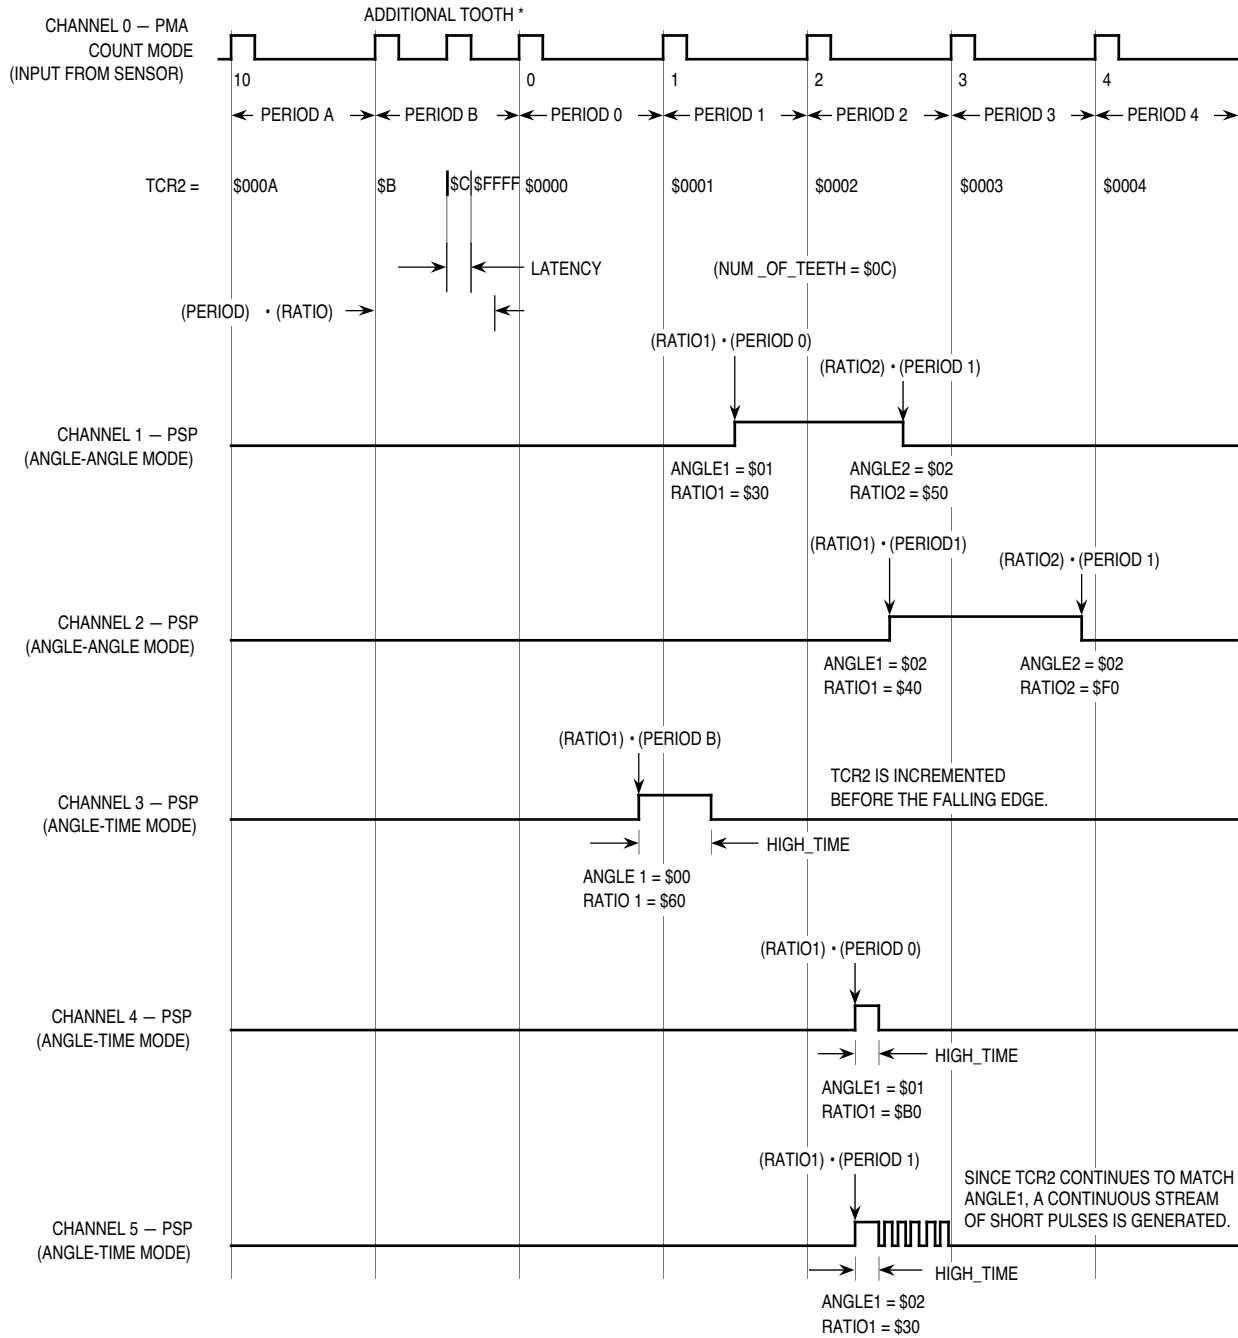 ADDITIONAL TOOTH *
CHANNEL 0 — PMA
COUNT MODE
(INPUT FROM SENSOR)
10
0
1
2
3
4
PERIOD A
PERIOD B
PERIOD 0
PERIOD 1
PERIOD 2
PERIOD 3
PERIOD 4
TCR2 =
$000A
$B
$C
$FFFF
$0000
$0001
$0002
$0003
$0004
LATENCY
(NUM _OF_TEETH = $0C)
(PERIOD) • (RATIO)
(RATIO1) • (PERIOD 0)
(RATIO2) • (PERIOD 1)
CHANNEL 1 — PSP
(ANGLE-ANGLE MODE)
ANGLE1 = $01
RATIO1 = $30
ANGLE2 = $02
RATIO2 = $50
(RATIO1) • (PERIOD1)
(RATIO2) • (PERIOD 1)
CHANNEL 2 — PSP
(ANGLE-ANGLE MODE)
ANGLE1 = $02
RATIO1 = $40
ANGLE2 = $02
RATIO2 = $F0
(RATIO1) • (PERIOD B)
TCR2 IS INCREMENTED
BEFORE THE FALLING EDGE.
CHANNEL 3 — PSP
(ANGLE-TIME MODE)
HIGH_TIME
ANGLE 1 = $00
RATIO 1 = $60
(RATIO1) • (PERIOD 0)
CHANNEL 4 — PSP
(ANGLE-TIME MODE)
HIGH_TIME
ANGLE1 = $01
RATIO1 = $B0
(RATIO1) • (PERIOD 1)
SINCE TCR2 CONTINUES TO MATCH
ANGLE1, A CONTINUOUS STREAM
OF SHORT PULSES IS GENERATED.
CHANNEL 5 — PSP
(ANGLE-TIME MODE)
HIGH_TIME
ANGLE1 = $02
RATIO1 = $30